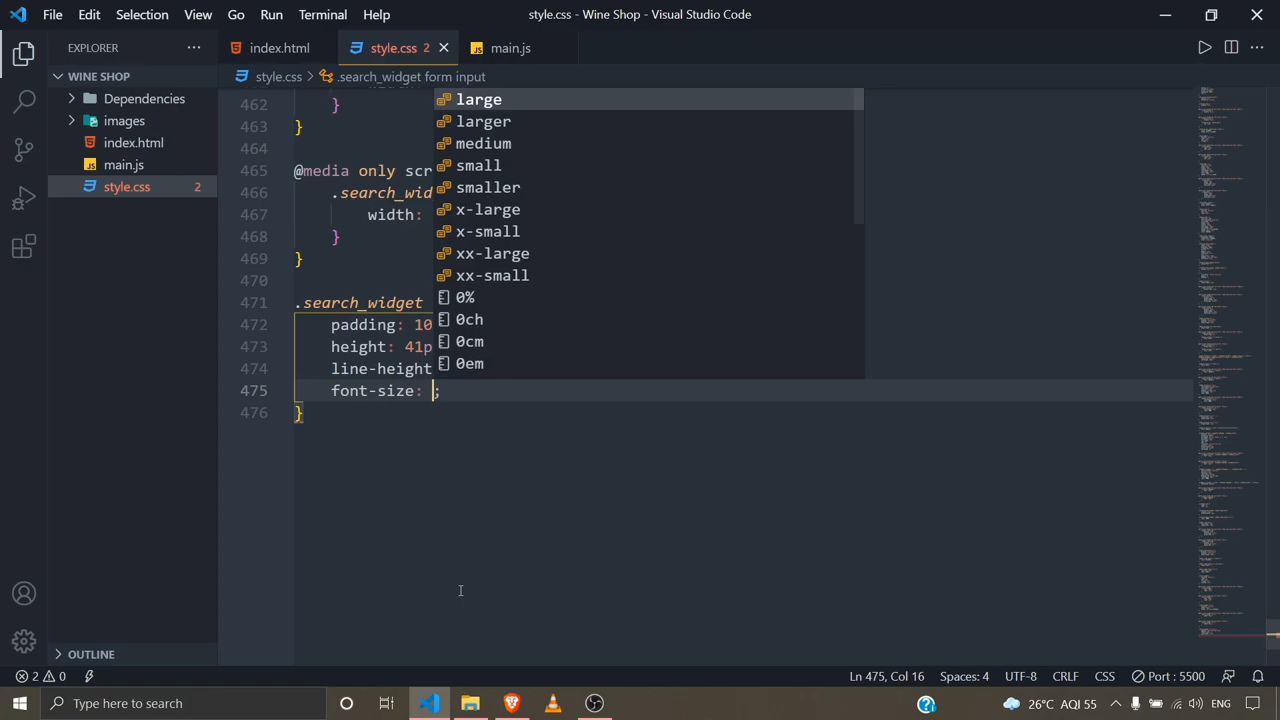 File Edit Selection View Go Run Terminal Help
style.css - Wine Shop - Visual Studio Code
EXPLORER
index.html
style.css 2
main.js
WINE SHOP
style.css > .search_widget form input
Dependencies
images
index.html
main.js
style.css 2
462 }
463 }
464
465 @media only scr
466 .search_wid
467 width:
468 }
469 }
470
471 .search_widget
472 padding: 10
473 height: 41p
474 line-height
475 font-size: ;
476 }
large
larger
medium
small
smaller
x-large
x-small
xx-large
xx-small
0%
0ch
0cm
0em
OUTLINE
2 0
Ln 475, Col 16 Spaces: 4 UTF-8 CRLF CSS Port : 5500
Type here to search
26°C AQI 55 ENG